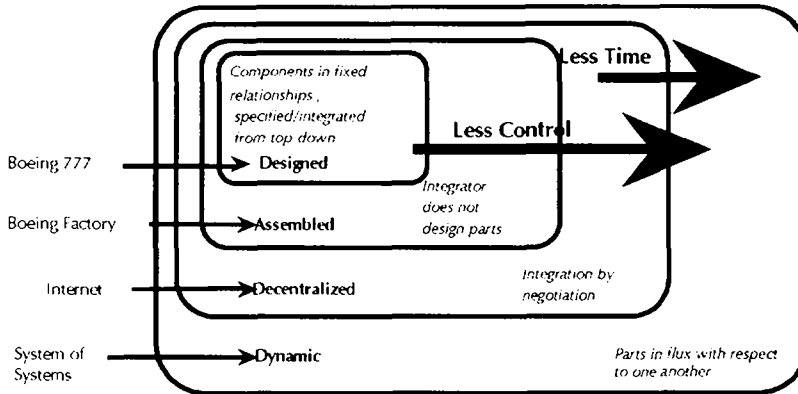 Less Time
Components in fixed
relationships,
specified/integrated
from top down
Less Control
Boeing 777
Designed
Integrator
does not
design parts
Boeing Factory
Assembled
Integration by
negotiation
Internet
Decentralized
System of
Systems
Dynamic
Parts in flux with respect
to one another